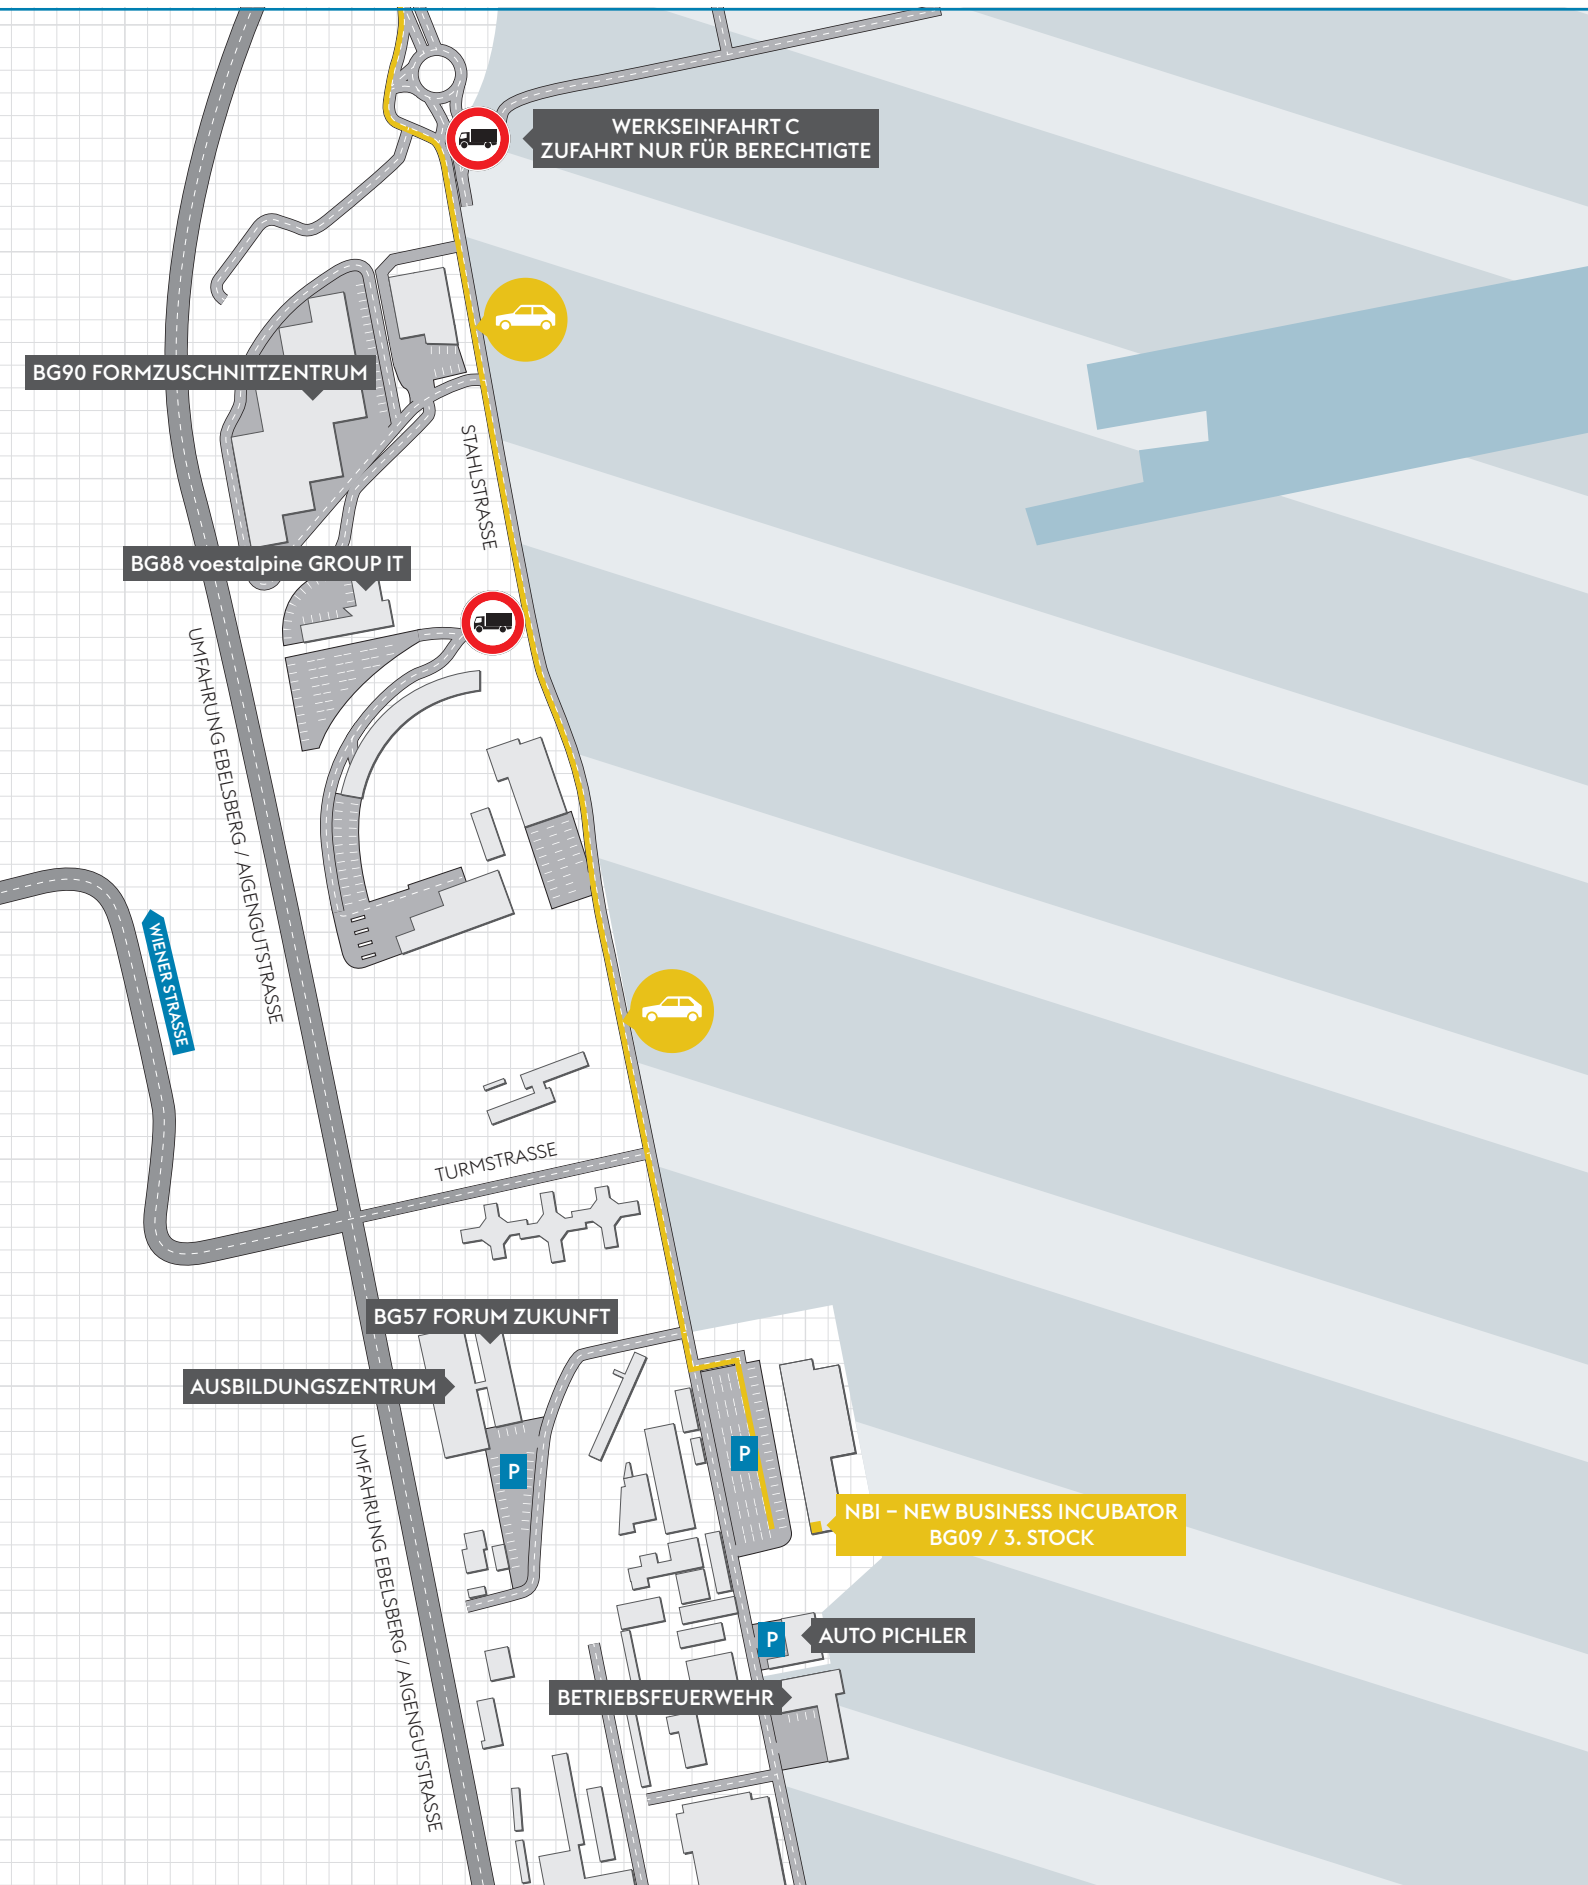 WERKSEINFAHRT C
ZUFAHRT NUR FÜR BERECHTIGTE
BG90 FORMZUSCHNITTZENTRUM
STAHLSTRASSE
BG88 voestalpine GROUP IT
UMFAHRUNG EBELSBERG / AIGENGUTSTRASSE
WIENER STRASSE
TURMSTRASSE
BG57 FORUM ZUKUNFT
AUSBILDUNGSZENTRUM
P
P
UMFAHRUNG EBELSBERG / AIGENGUTSTRASSE
NBI – NEW BUSINESS INCUBATOR
BG09 / 3. STOCK
P
AUTO PICHLER
BETRIEBSFEUERWEHR